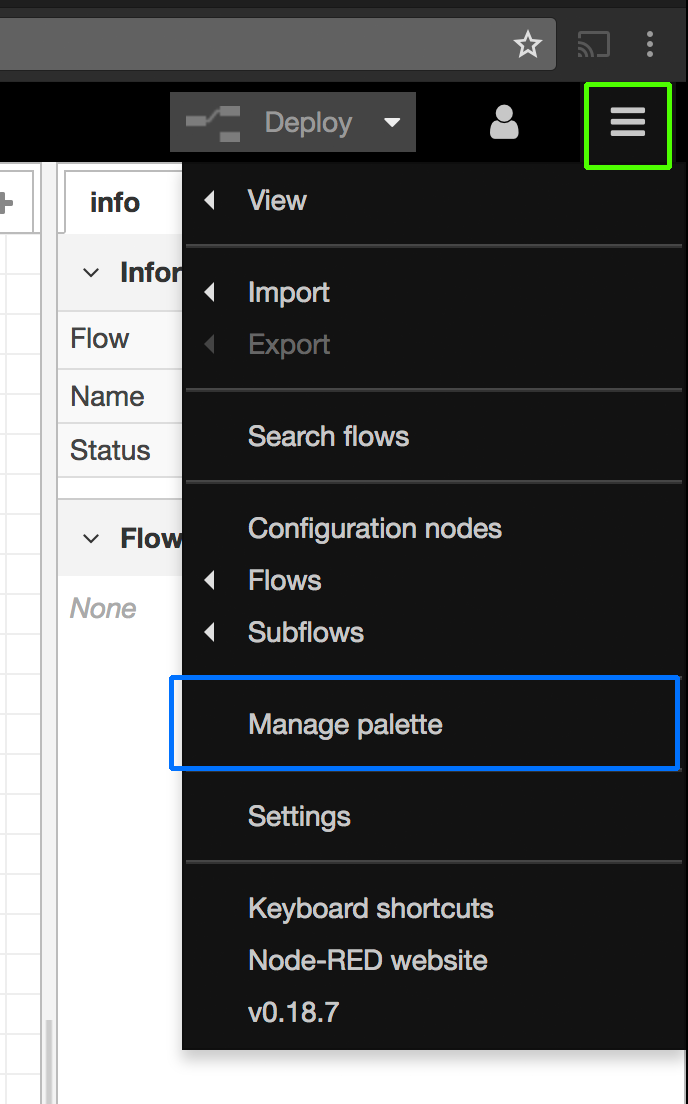 Deploy
info
View
Infor
Import
Flow
Export
Name
Search flows
Status
Configuration nodes
Flow
Flows
None
Subflows
Manage palette
Settings
Keyboard shortcuts
Node-RED website
v0.18.7